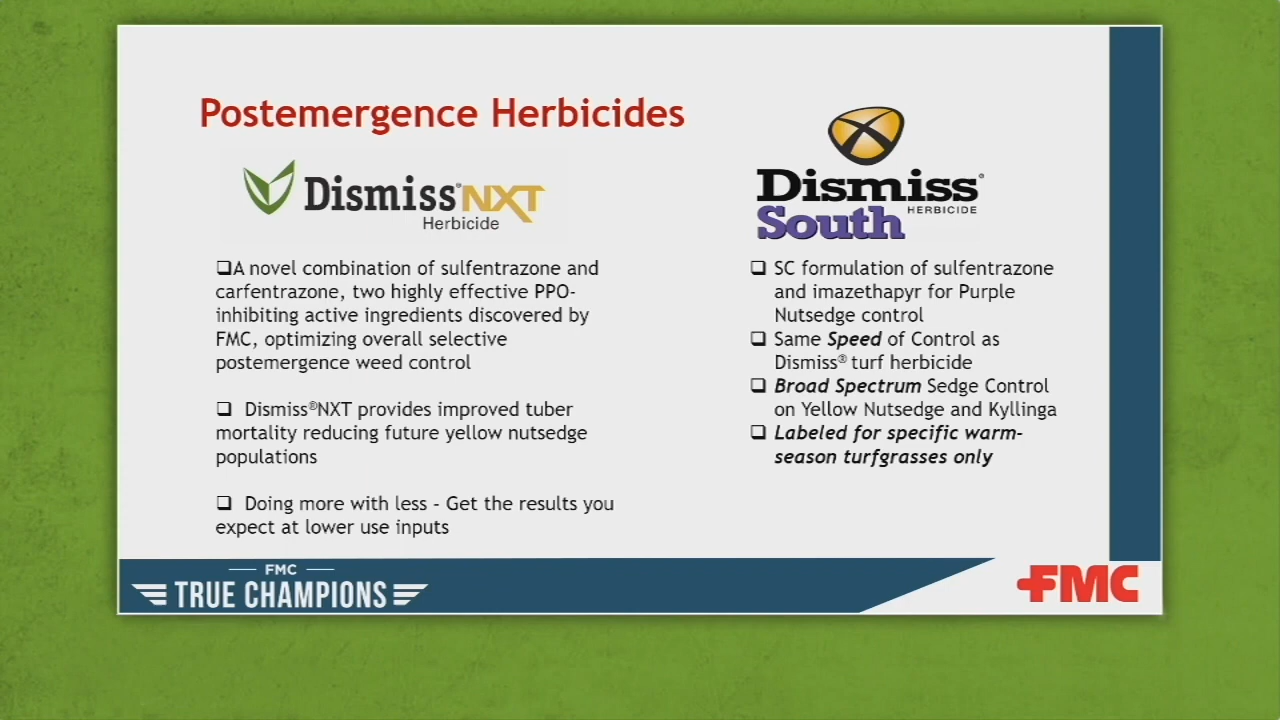 Postemergence Herbicides
Dismiss® NXT
Herbicide
❑A novel combination of sulfentrazone and
carfentrazone, two highly effective PPO-
inhibiting active ingredients discovered by
FMC, optimizing overall selective
postemergence weed control
❑ Dismiss®NXT provides improved tuber
mortality reducing future yellow nutsedge
populations
❑ Doing more with less - Get the results you
expect at lower use inputs
Dismiss®
South HERBICIDE
❑ SC formulation of sulfentrazone
and imazethapyr for Purple
Nutsedge control
❑ Same Speed of Control as
Dismiss® turf herbicide
❑ Broad Spectrum Sedge Control
on Yellow Nutsedge and Kyllinga
❑ Labeled for specific warm-
season turfgrasses only
FMC
TRUE CHAMPIONS
FMC